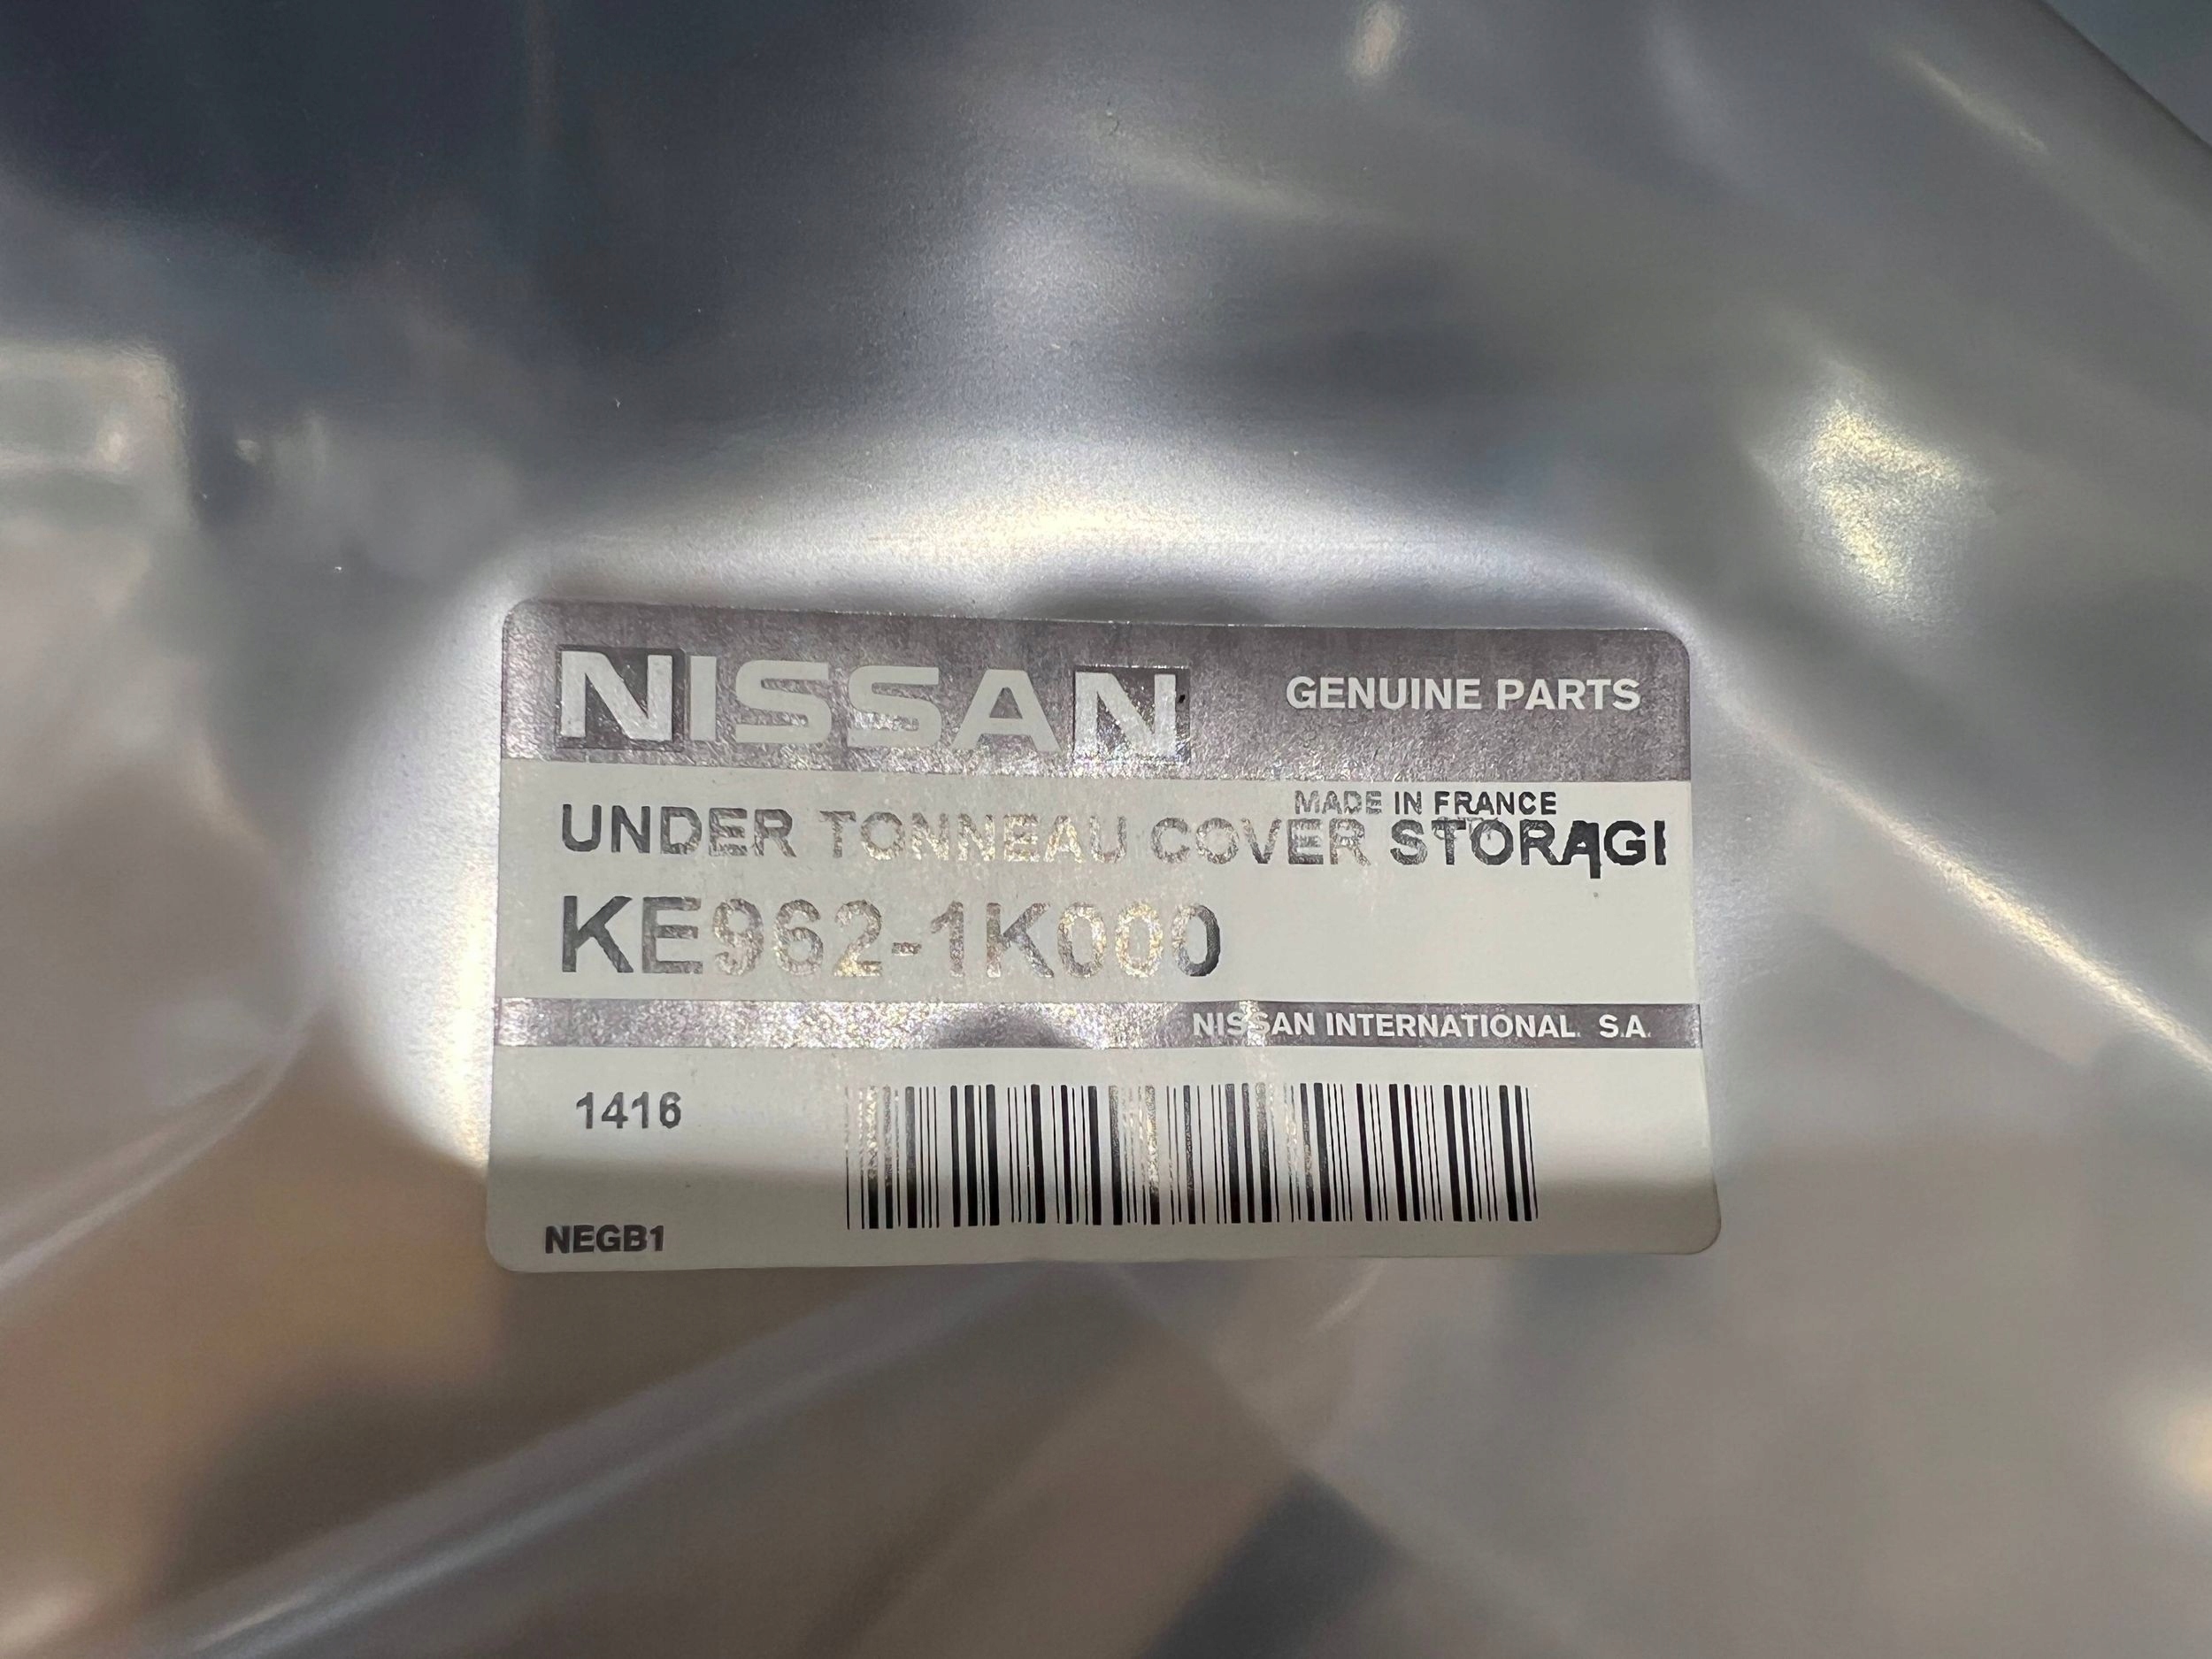 NISSAN GENUINE PARTS
MADE IN FRANCE
UNDER TONNEAU COVER STORAGI
KE962-1K000
NISSAN INTERNATIONAL S.A.
1416
NEGB1